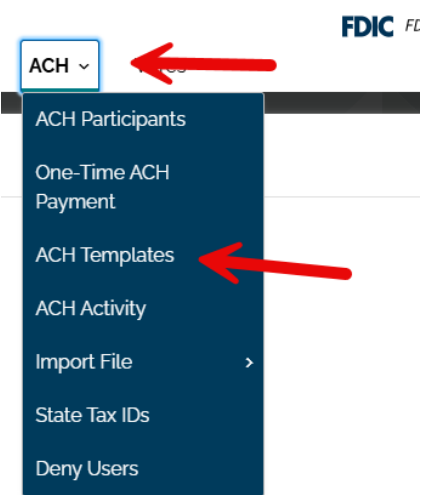 FDIC
ACH
ACH Participants
One-Time ACH
Payment
ACH Templates
ACH Activity
Import File
State Tax IDs
Deny Users